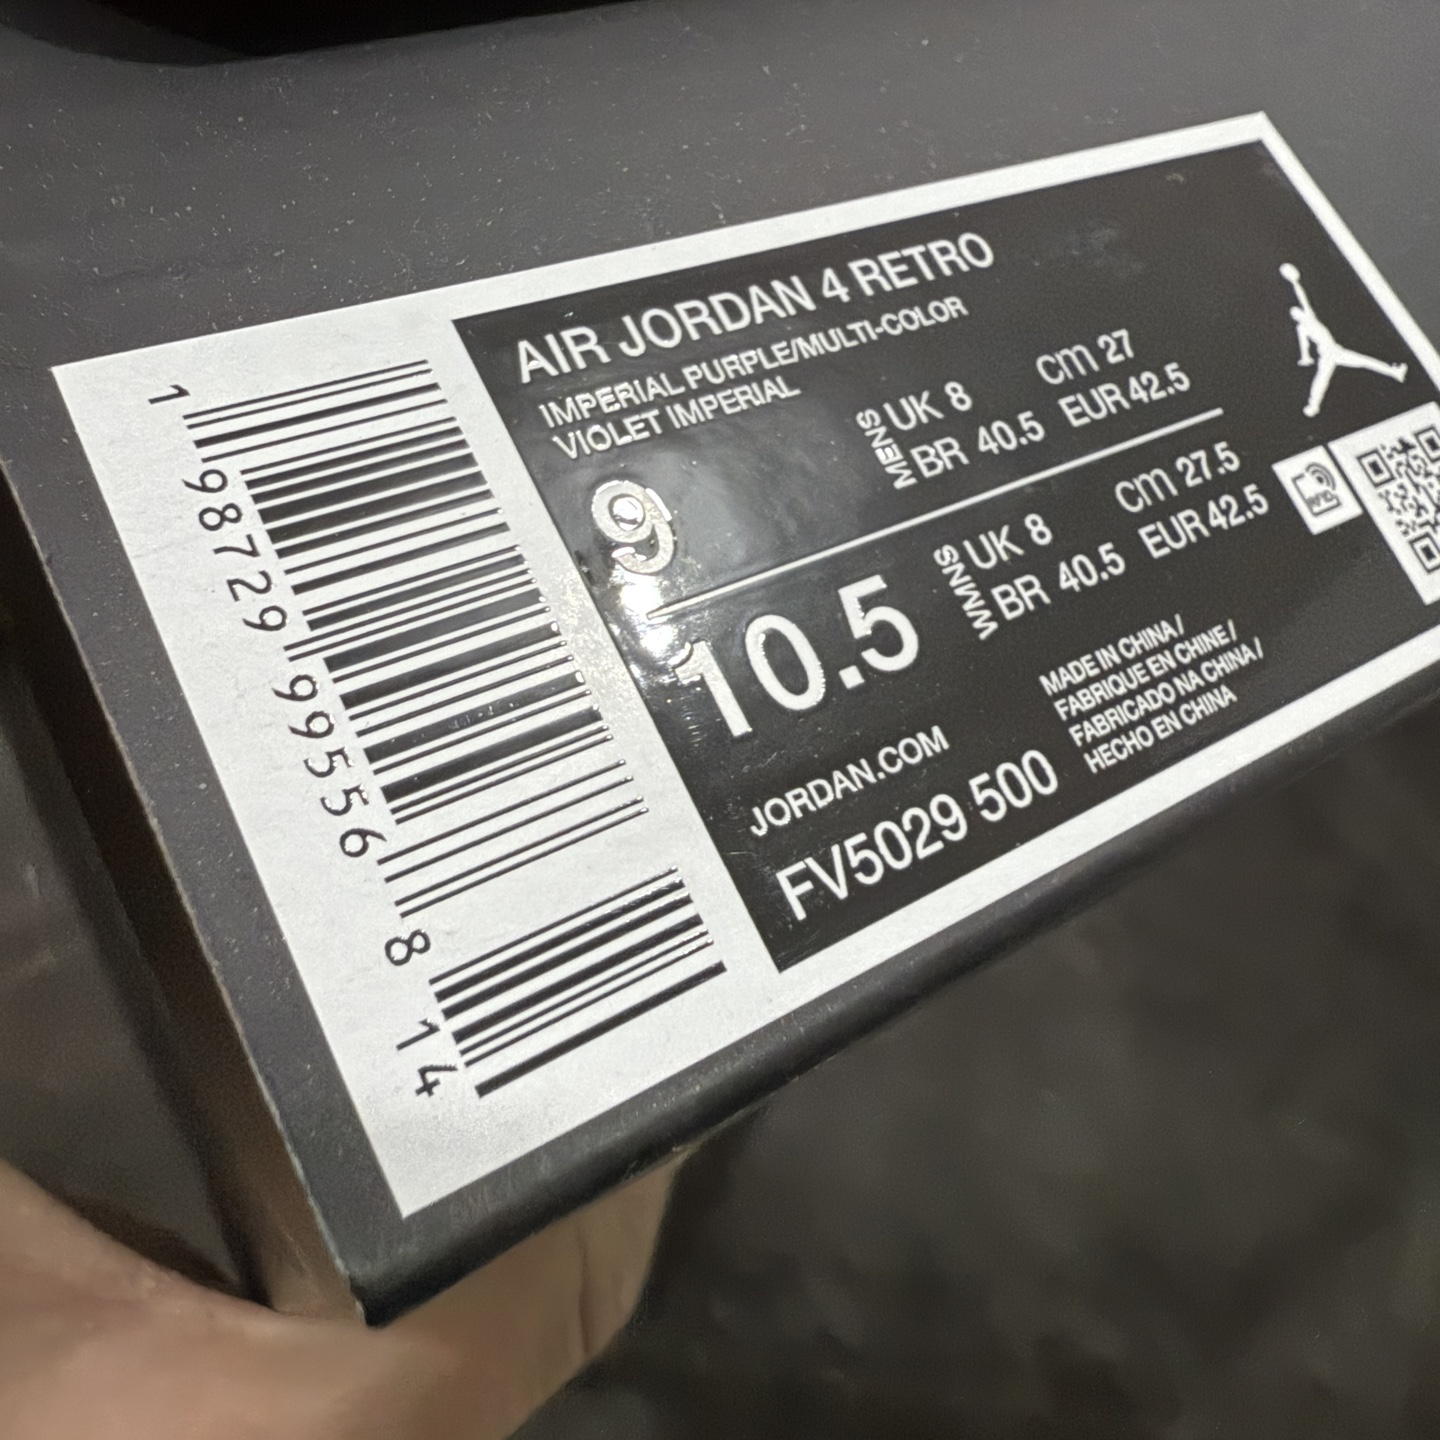 AIR JORDAN 4 RETRO
IMPERIAL PURPLE/MULTI-COLOR
VIOLET IMPERIAL
9
MENS
UK 8 cm 27
BR 40.5 EUR 42.5
10.5
WMNS
UK 8 cm 27.5
BR 40.5 EUR 42.5
MADE IN CHINA/
FABRIQUE EN CHINE/
FABRICADO NA CHINA/
HECHO EN CHINA
JORDAN.COM
FV5029 500
1 98729 99556 8 14